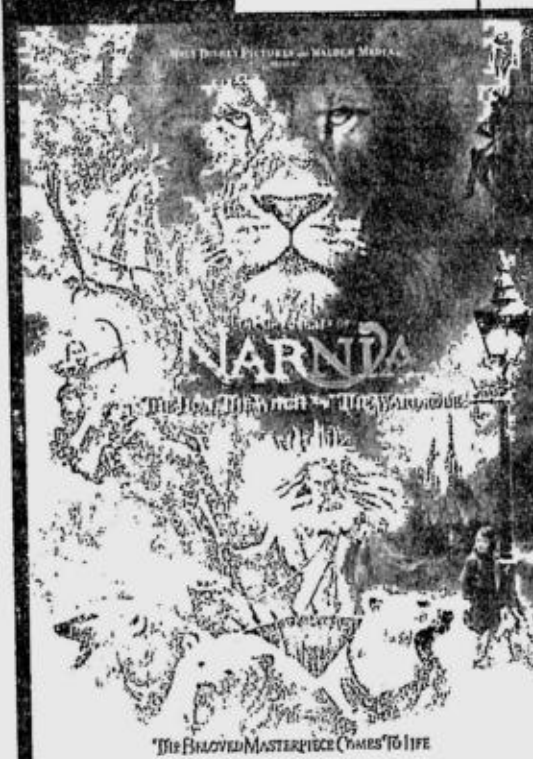 WALT DISNEY PICTURES AND WALDEN MEDIA
NARNIA
THE LION, THE WITCH AND THE WARDROBE
THE BELOVED MASTERPIECE COMES TO LIFE